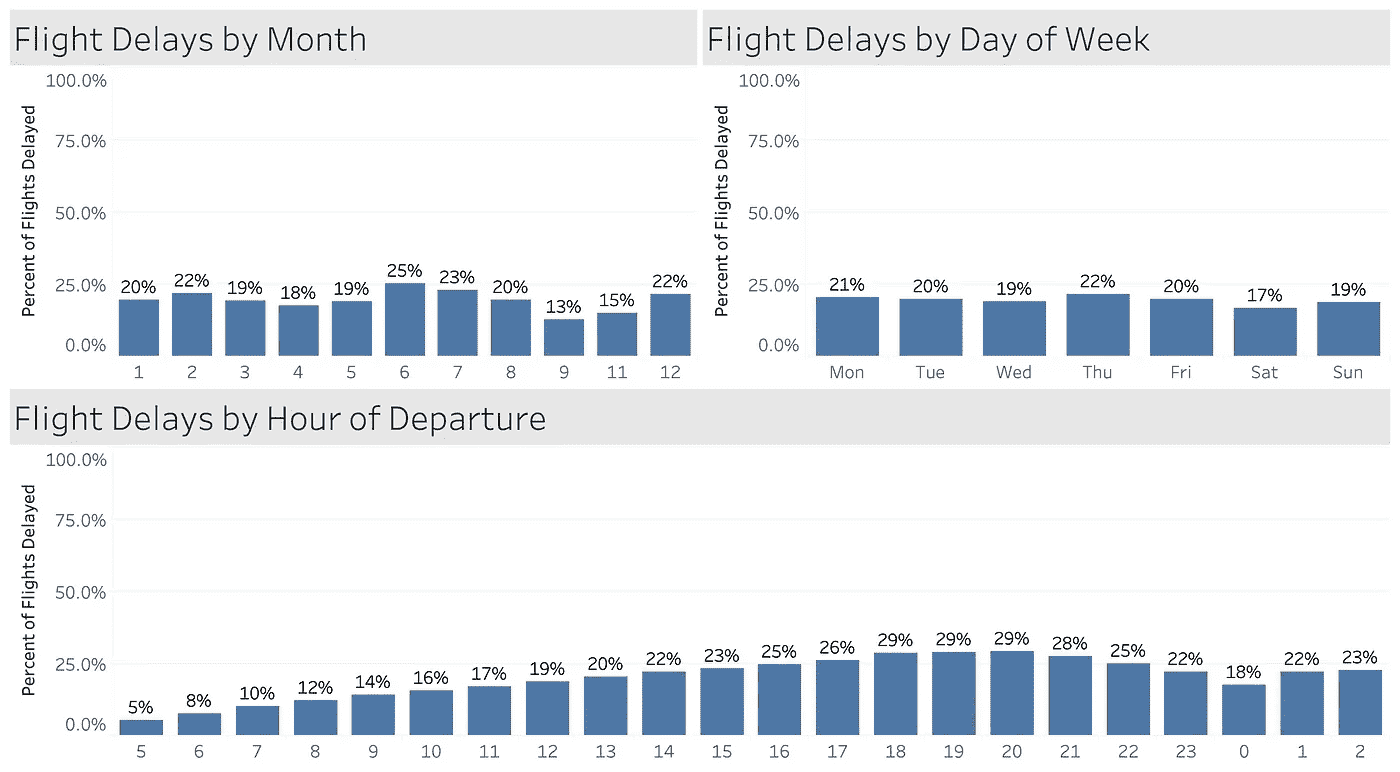 Flight Delays by Month
100.0%
75.0%
50.0%
25.0%
0.0%
Percent of Flights Delayed
20% 22% 19% 18% 19% 25% 23% 20% 13% 15% 22%
1 2 3 4 5 6 7 8 9 11 12
Flight Delays by Day of Week
100.0%
75.0%
50.0%
25.0%
0.0%
Percent of Flights Delayed
21% 20% 19% 22% 20% 17% 19%
Mon Tue Wed Thu Fri Sat Sun
Flight Delays by Hour of Departure
100.0%
75.0%
50.0%
25.0%
0.0%
Percent of Flights Delayed
5% 8% 10% 12% 14% 16% 17% 19% 20% 22% 23% 25% 26% 29% 29% 29% 28% 25% 22% 18% 22% 23%
5 6 7 8 9 10 11 12 13 14 15 16 17 18 19 20 21 22 23 0 1 2